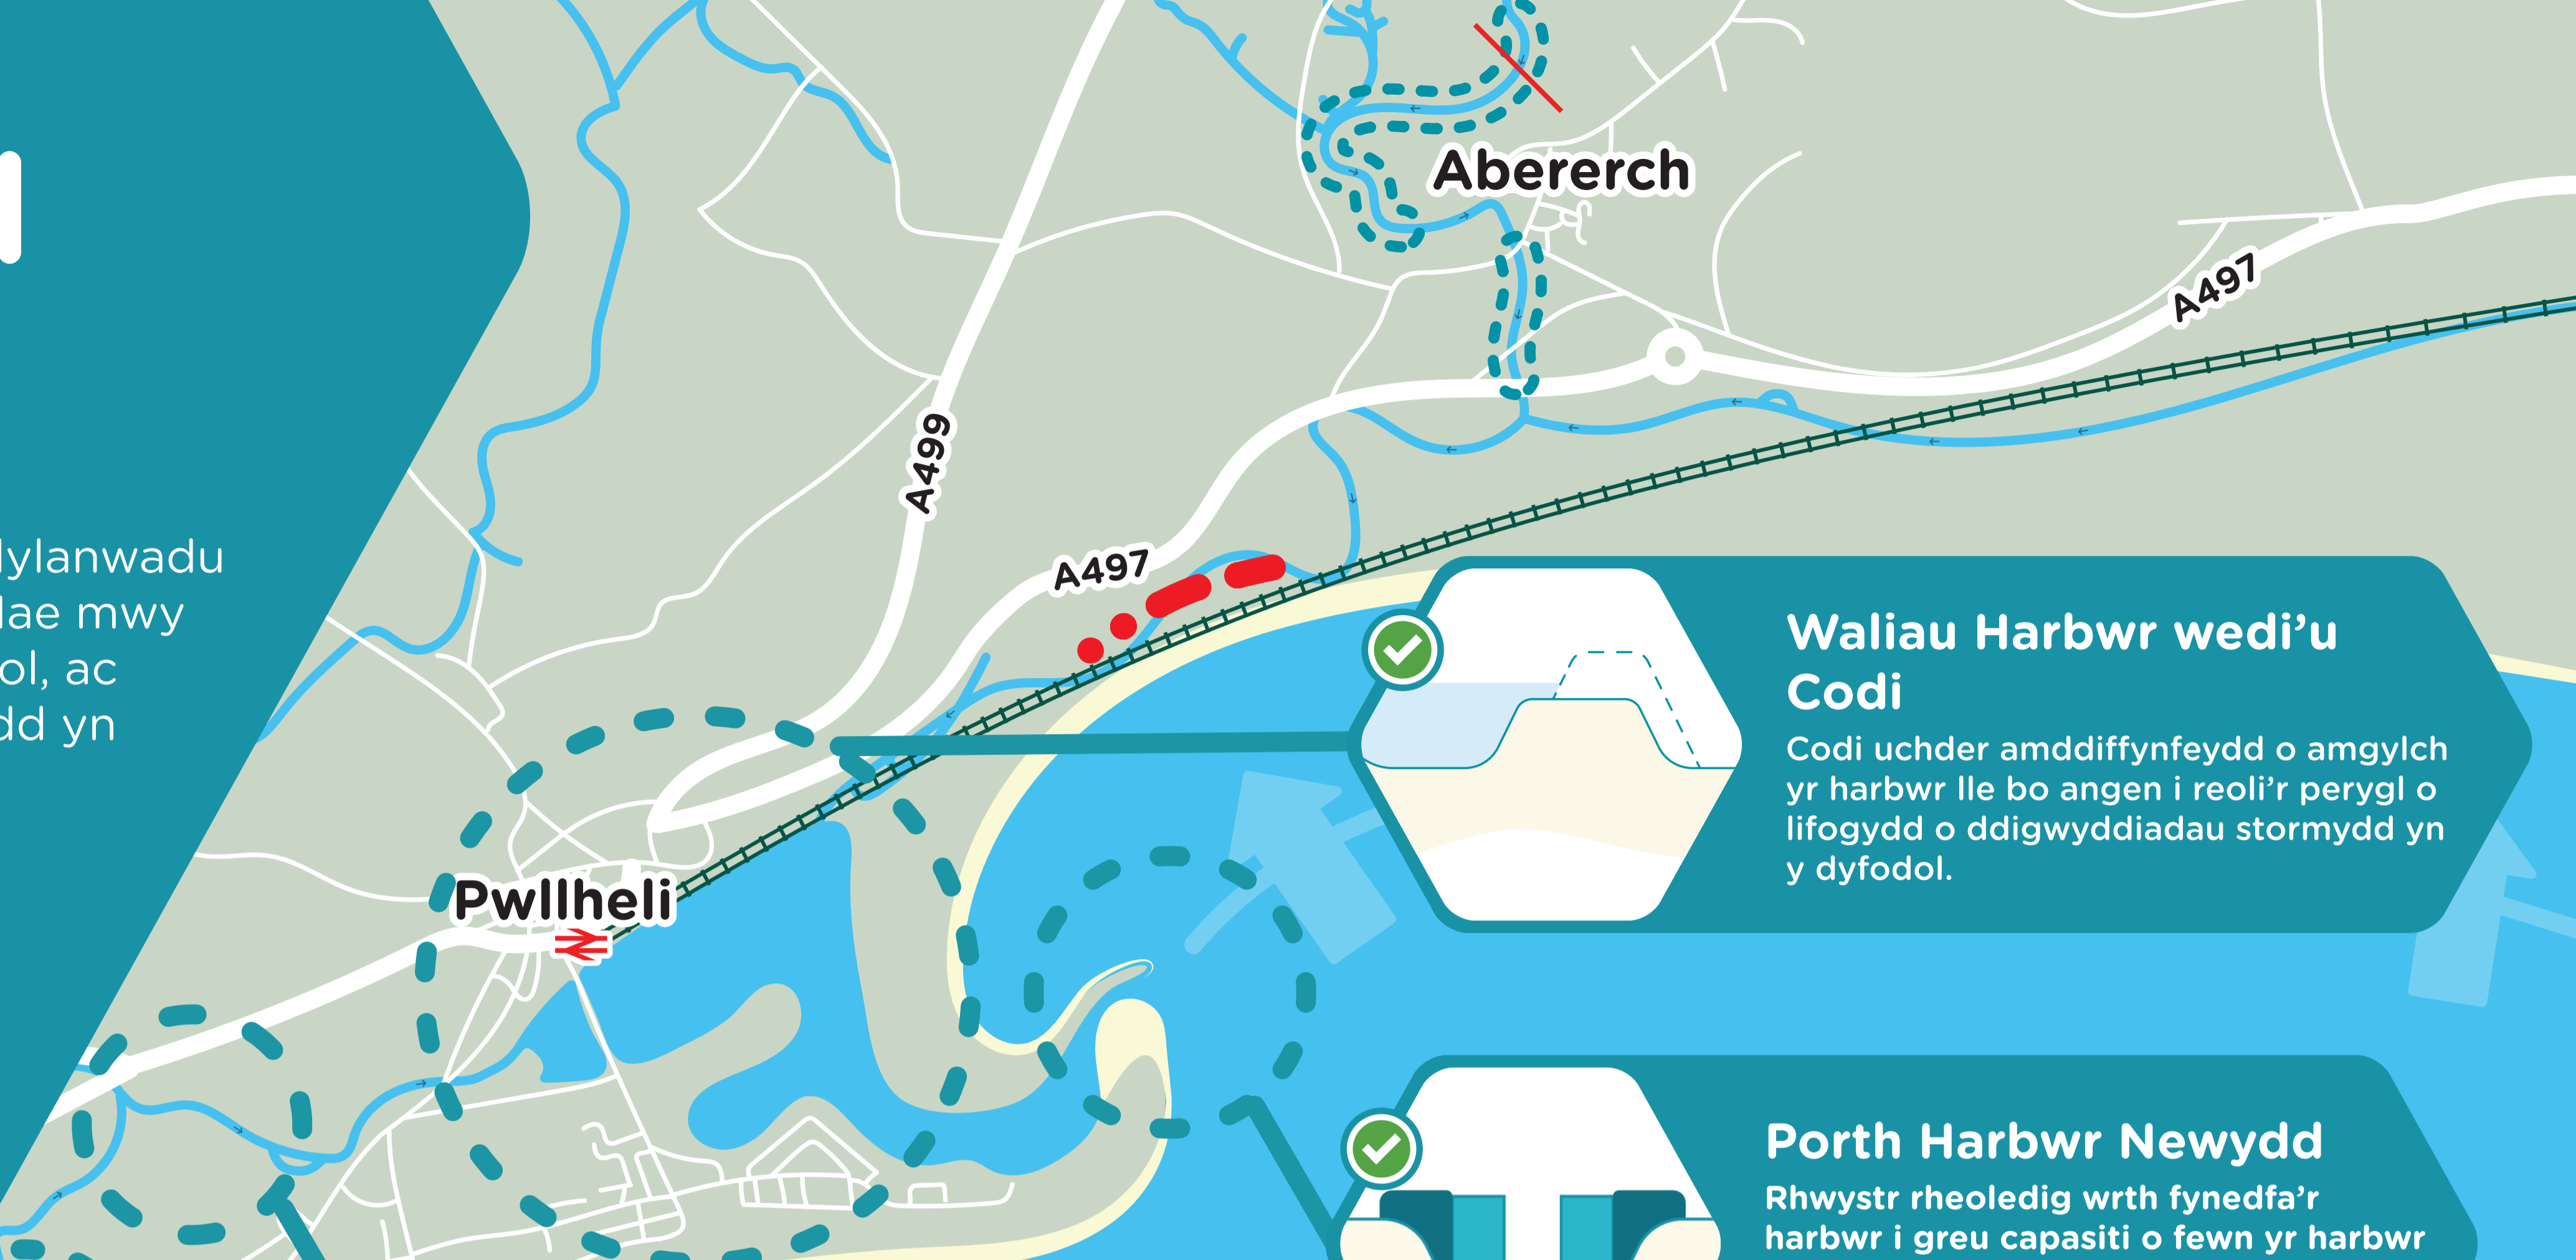 Abererch
A497
A499
A497
Pwllheli
ylanwadu
lae mwy
ol, ac
dd yn
Waliau Harbwr wedi’u
Codi
Codi uchder amddiffynfeydd o amgylch
yr harbwr lle bo angen i reoli’r perygl o
lifogydd o ddigwyddiadau stormydd yn
y dyfodol.
Porth Harbwr Newydd
Rhwystr rheoledig wrth fynedfa’r
harbwr i greu capasiti o fewn yr harbwr